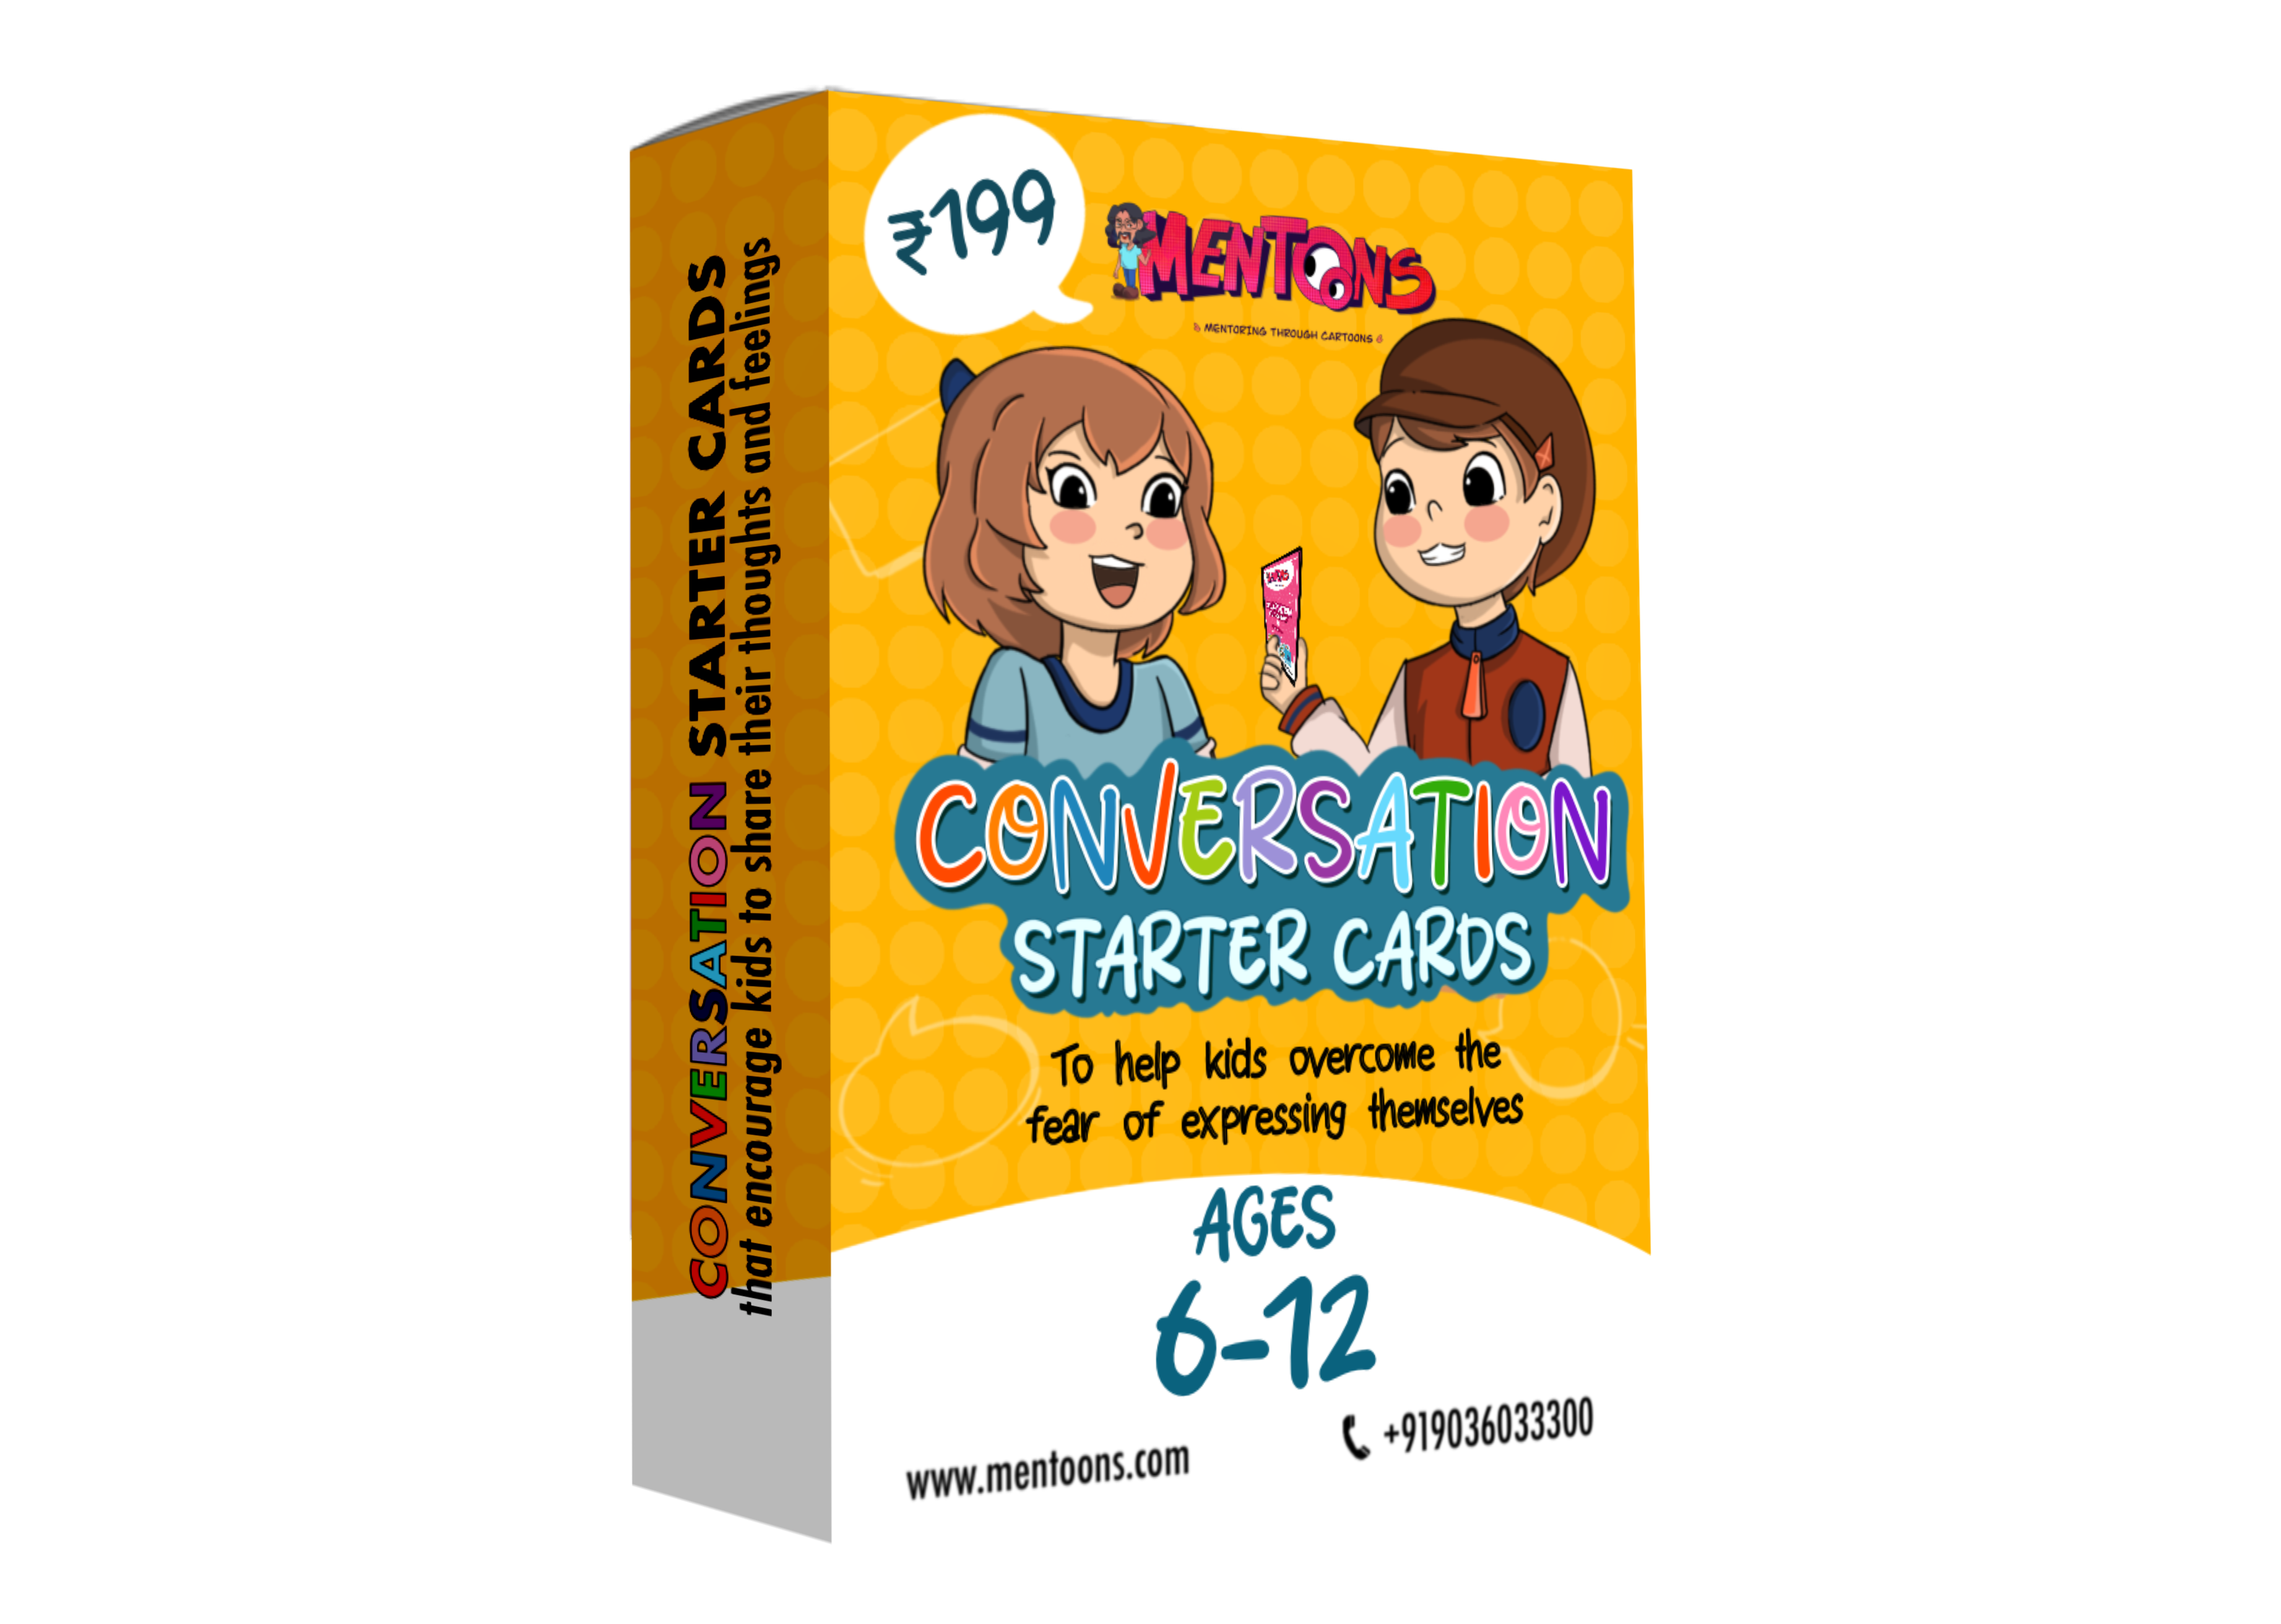 ₹199
MENTOONS
MENTORING THROUGH CARTOONS
CONVERSATION
STARTER CARDS
To help kids overcome the
fear of expressing themselves
AGES
6-12
www.mentoons.com
+919036033300
CONVERSATION STARTER CARDS
that encourage kids to share their thoughts and feelings